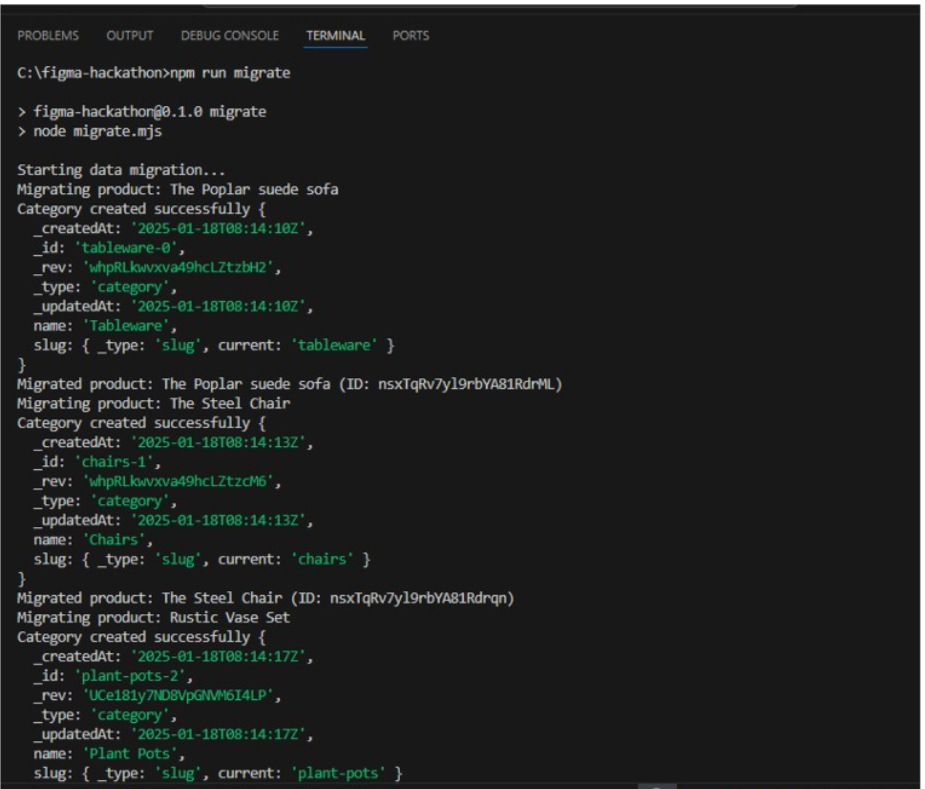 PROBLEMS OUTPUT DEBUG CONSOLE TERMINAL PORTS
C:\figma-hackathon>npm run migrate
> figma-hackathon@0.1.0 migrate
> node migrate.mjs
Starting data migration...
Migrating product: The Poplar suede sofa
Category created successfully {
  _createdAt: '2025-01-18T08:14:10Z',
  _id: 'tableware-0',
  _rev: 'whpRLkwvxva49hcLZtzbH2',
  _type: 'category',
  _updatedAt: '2025-01-18T08:14:10Z',
  name: 'Tableware',
  slug: { _type: 'slug', current: 'tableware' }
}
Migrated product: The Poplar suede sofa (ID: nsxTqRv7yl9rbYA81RdrML)
Migrating product: The Steel Chair
Category created successfully {
  _createdAt: '2025-01-18T08:14:13Z',
  _id: 'chairs-1',
  _rev: 'whpRLkwvxva49hcLZtzcM6',
  _type: 'category',
  _updatedAt: '2025-01-18T08:14:13Z',
  name: 'Chairs',
  slug: { _type: 'slug', current: 'chairs' }
}
Migrated product: The Steel Chair (ID: nsxTqRv7yl9rbYA81Rdrqn)
Migrating product: Rustic Vase Set
Category created successfully {
  _createdAt: '2025-01-18T08:14:17Z',
  _id: 'plant-pots-2',
  _rev: 'UCe181y7ND8VpGNVM6I4LP',
  _type: 'category',
  _updatedAt: '2025-01-18T08:14:17Z',
  name: 'Plant Pots',
  slug: { _type: 'slug', current: 'plant-pots' }